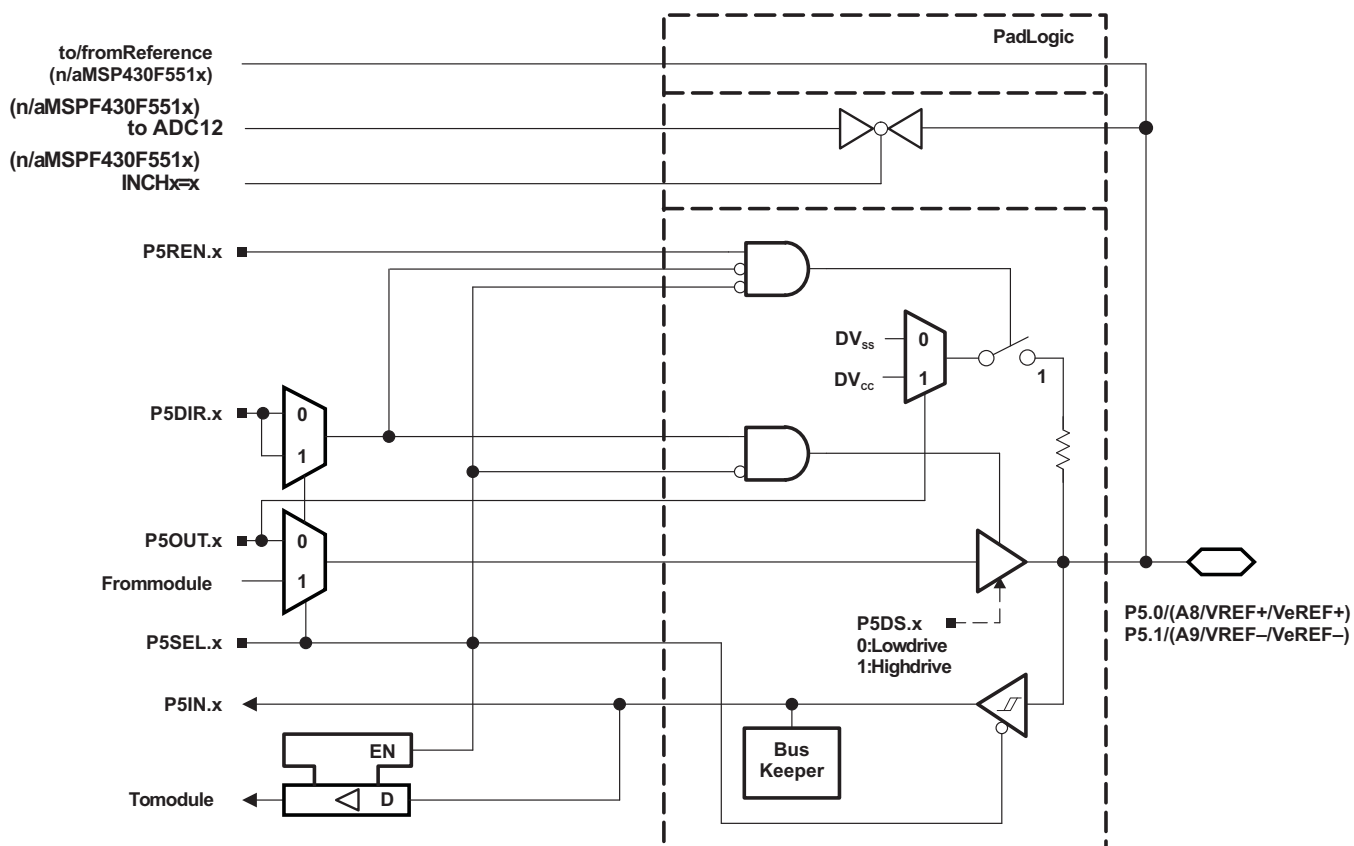 PadLogic
to/fromReference
(n/aMSP430F551x)
(n/aMSPF430F551x)
to ADC12
(n/aMSPF430F551x)
INCHx=x
P5REN.x
DVss
0
DVcc
1
1
P5DIR.x
0
1
P5OUT.x
0
Frommodule
1
P5DS.x
0:Lowdrive
1:Highdrive
P5.0/(A8/VREF+/VeREF+)
P5.1/(A9/VREF–/VeREF–)
P5SEL.x
P5IN.x
EN
Bus
Keeper
Tomodule
D